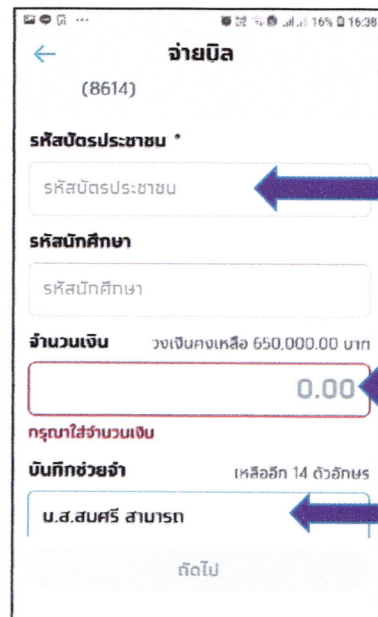 16% 16:38
จ่ายบิล
(8614)
รหัสบัตรประชาชน *
รหัสบัตรประชาชน
รหัสนักศึกษา
รหัสนักศึกษา
จำนวนเงิน วงเงินคงเหลือ 650,000.00 บาท
0.00
กรุณาใส่จำนวนเงิน
บันทึกช่วยจำ เหลืออีก 14 ตัวอักษร
น.ส.สมศรี สามารถ
ถัดไป